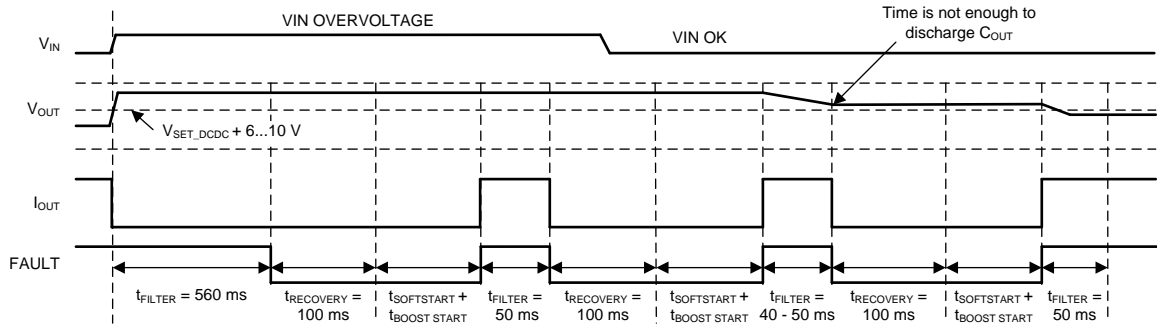 VIN OVERVOLTAGE
VIN OK
Time is not enough to
discharge COUT
VIN
VOUT
VSET_DCDC + 6...10 V
IOUT
FAULT
tFILTER = 560 ms
tRECOVERY =
100 ms
tSOFTSTART +
tBOOST START
tFILTER =
50 ms
tRECOVERY =
100 ms
tSOFTSTART +
tBOOST START
tFILTER =
40 - 50 ms
tRECOVERY =
100 ms
tSOFTSTART +
tBOOST START
tFILTER =
50 ms